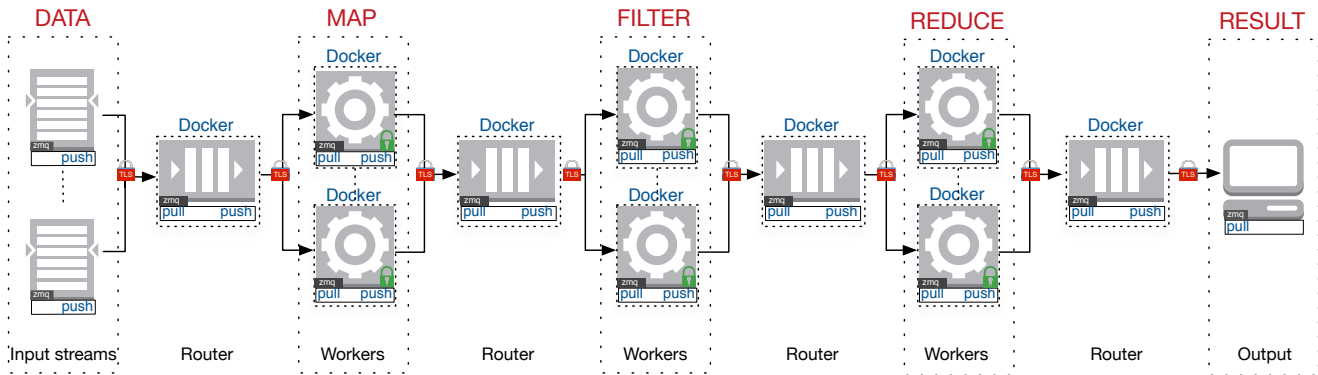 DATA
MAP
FILTER
REDUCE
RESULT
Docker
Docker
Docker
zmq
push
Docker
zmq
pull push
Docker
zmq
pull push
Docker
zmq
pull push
TLS
TLS
TLS
TLS
TLS
TLS
TLS
TLS
Docker
Docker
Docker
Docker
zmq
pull push
zmq
pull push
zmq
pull push
zmq
pull push
zmq
pull
Docker
Docker
Docker
zmq
push
zmq
pull push
zmq
pull push
zmq
pull push
Input streams
Router
Workers
Router
Workers
Router
Workers
Router
Output